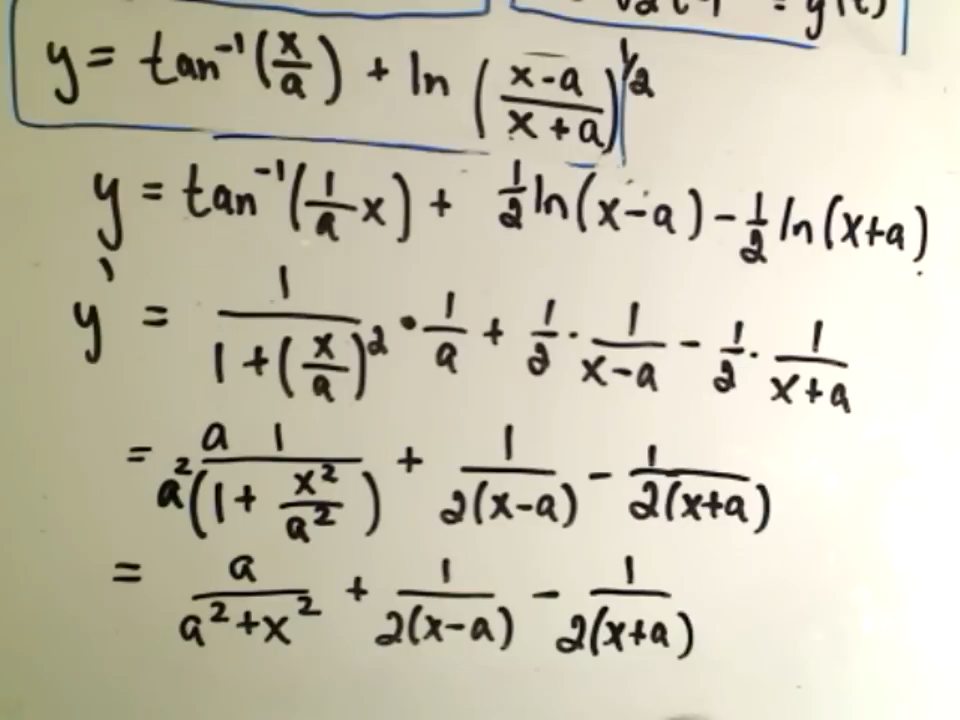 = y(t)
y = tan⁻¹(x/a) + ln((x-a)/(x+a))^1/2
y = tan⁻¹(1/a x) + 1/2 ln(x-a) - 1/2 ln(x+a)
y' = 1/(1+(x/a)²) · 1/a + 1/2 · 1/(x-a) - 1/2 · 1/(x+a)
= a 1/(a²(1+ x²/a²)) + 1/(2(x-a)) - 1/(2(x+a))
= a/(a²+x²) + 1/(2(x-a)) - 1/(2(x+a))